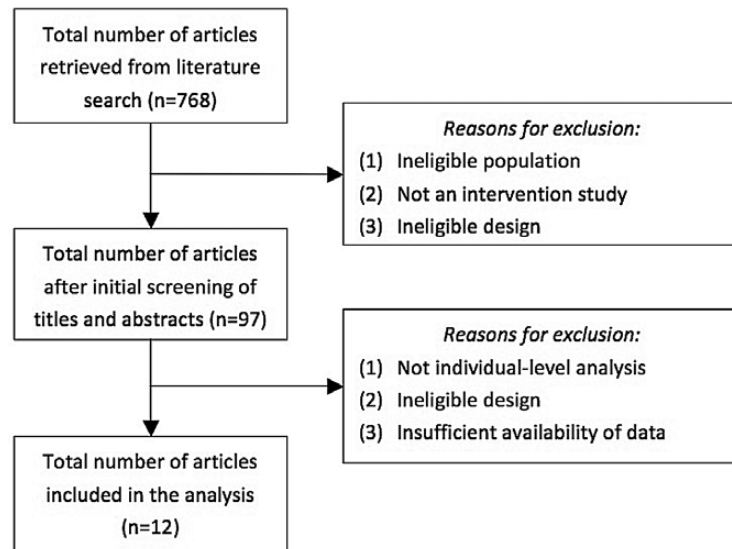 Total number of articles
retrieved from literature
search (n=768)
Reasons for exclusion:
(1) Ineligible population
(2) Not an intervention study
(3) Ineligible design
Total number of articles
after initial screening of
titles and abstracts (n=97)
Reasons for exclusion:
(1) Not individual-level analysis
(2) Ineligible design
(3) Insufficient availability of data
Total number of articles
included in the analysis
(n=12)